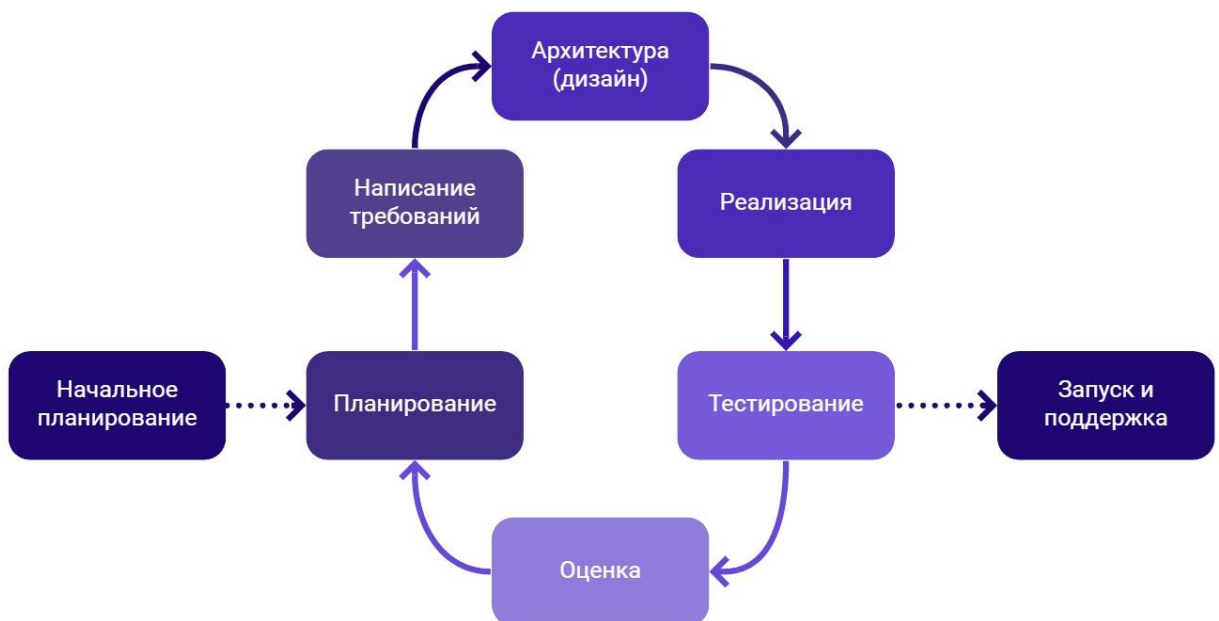 Архитектура
(дизайн)
Написание
требований
Реализация
Начальное
планирование
Планирование
Тестирование
Запуск и
поддержка
Оценка